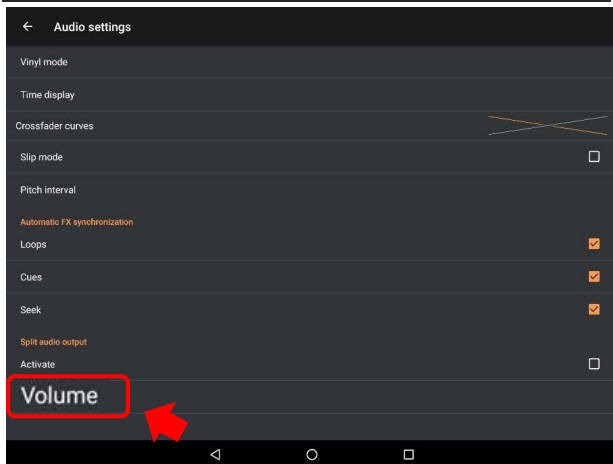 Audio settings
Vinyl mode
Time display
Crossfader curves
Slip mode
Pitch interval
Automatic FX synchronization
Loops
Cues
Seek
Split audio output
Activate
Volume